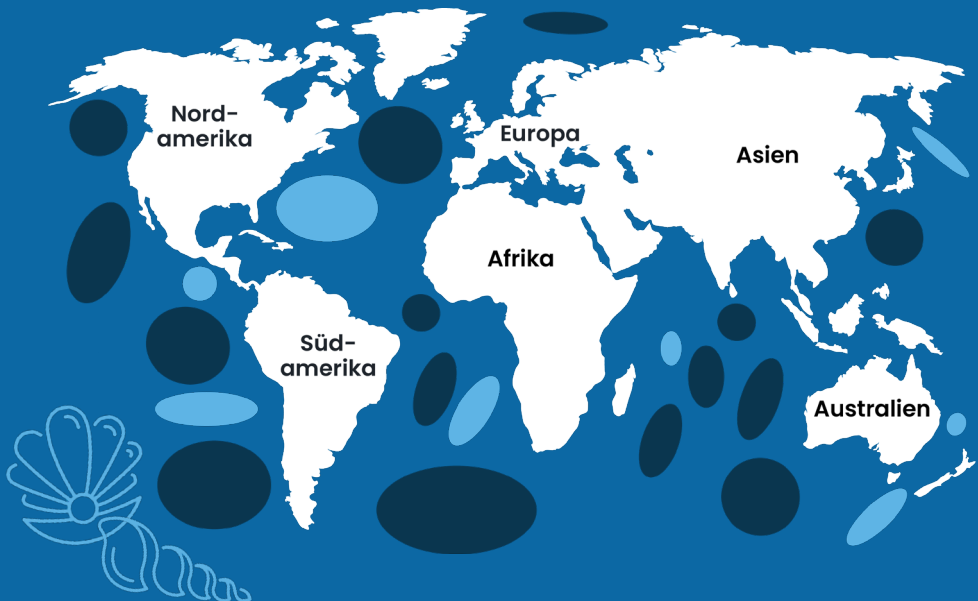 Nord-
amerika
Europa
Asien
Afrika
Süd-
amerika
Australien